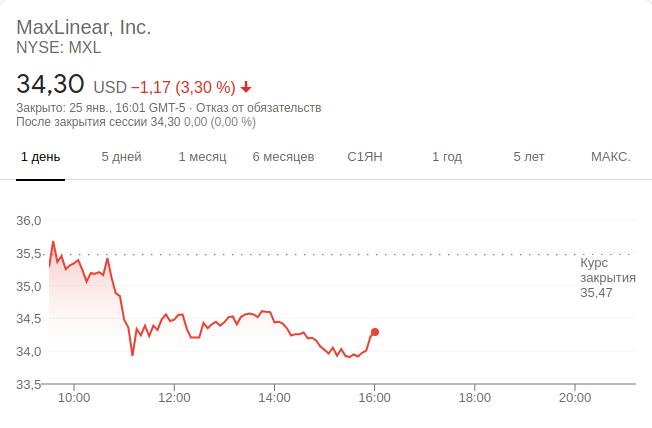 MaxLinear, Inc.
NYSE: MXL
34,30 USD −1,17 (3,30 %)
Закрыто: 25 янв., 16:01 GMT-5 · Отказ от обязательств
После закрытия сессии 34,30 0,00 (0,00 %)
1 день 5 дней 1 месяц 6 месяцев С1ЯН 1 год 5 лет МАКС.
36,0
35,5
Курс
закрытия
35,47
35,0
34,5
34,0
33,5
10:00 12:00 14:00 16:00 18:00 20:00